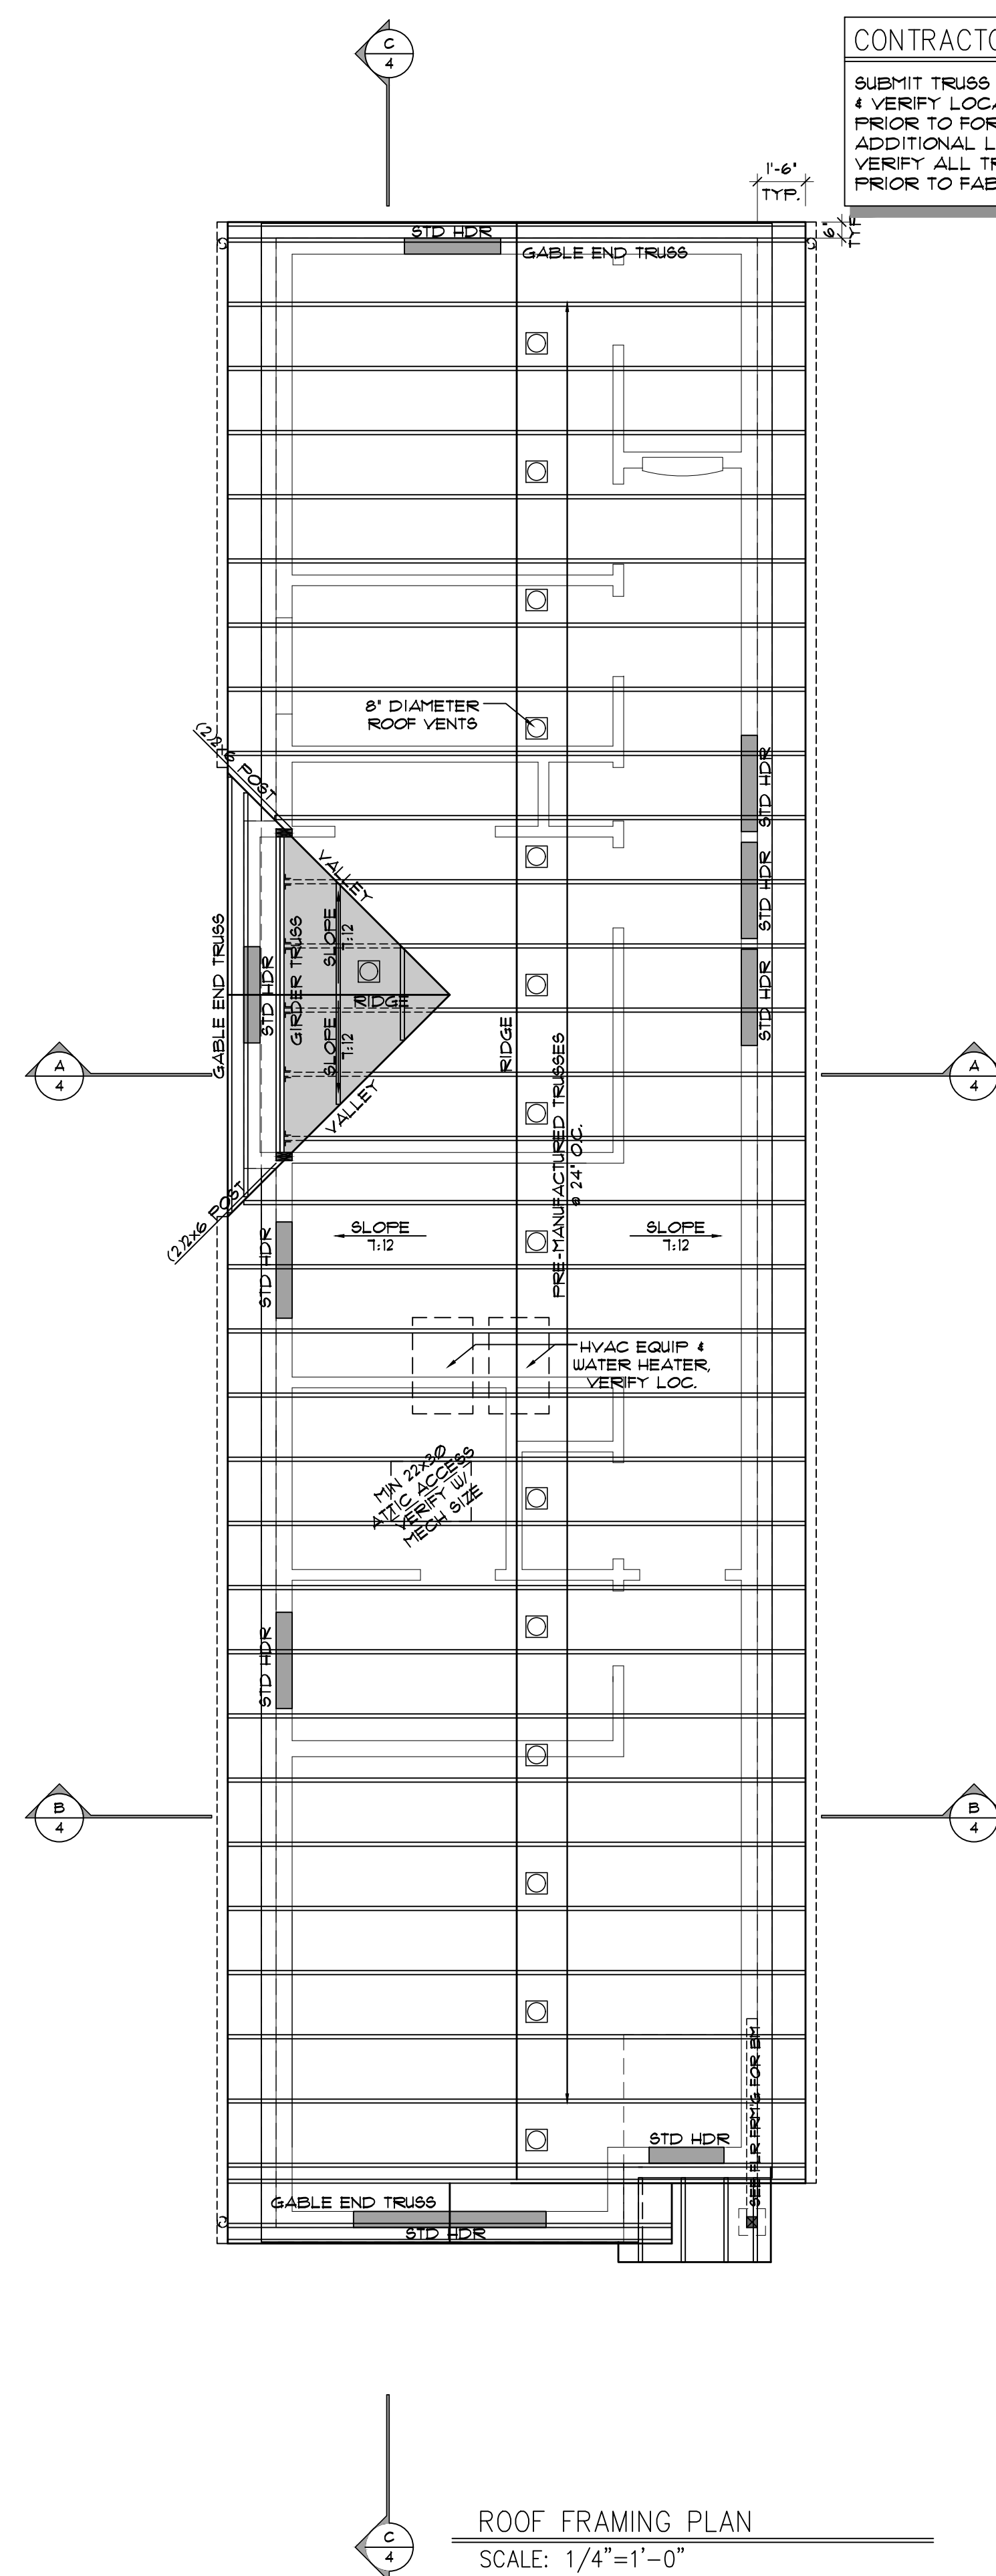 C
4
CONTRACTO
SUBMIT TRUSS
& VERIFY LOCA
PRIOR TO FOR
ADDITIONAL L
VERIFY ALL TR
PRIOR TO FAB
1'-6"
TYP.
6"
TYP
STD HDR
GABLE END TRUSS
8" DIAMETER
ROOF VENTS
(2)2x6 POST
STD HDR
VALLEY
STD HDR
GABLE END TRUSS
STD HDR
GIRDER TRUSS
SLOPE
7:12
RIDGE
SLOPE
7:12
RIDGE
STD HDR
PRE-MANUFACTURED TRUSSES
@ 24" O.C.
A
4
A
4
VALLEY
(2)2x6 POST
STD HDR
SLOPE
7:12
SLOPE
7:12
HVAC EQUIP &
WATER HEATER,
VERIFY LOC.
MIN 22x30
ATTIC ACCESS
VERIFY W/
MECH SIZE
STD HDR
B
4
B
4
SEE FLR FRM'G FOR BM
STD HDR
GABLE END TRUSS
STD HDR
C
4
ROOF FRAMING PLAN
SCALE: 1/4"=1'-0"